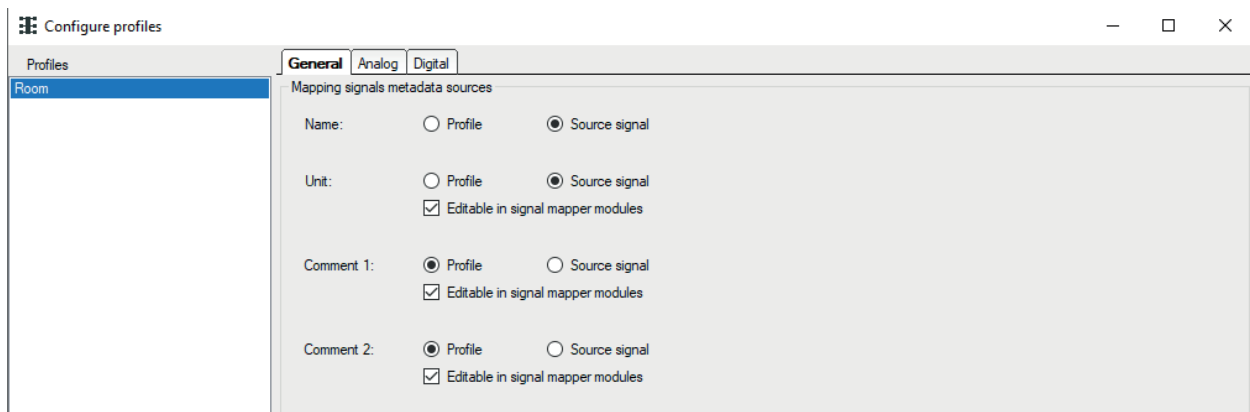 Configure profiles
Profiles
General Analog Digital
Room
Mapping signals metadata sources
Name: Profile Source signal
Unit: Profile Source signal
Editable in signal mapper modules
Comment 1: Profile Source signal
Editable in signal mapper modules
Comment 2: Profile Source signal
Editable in signal mapper modules